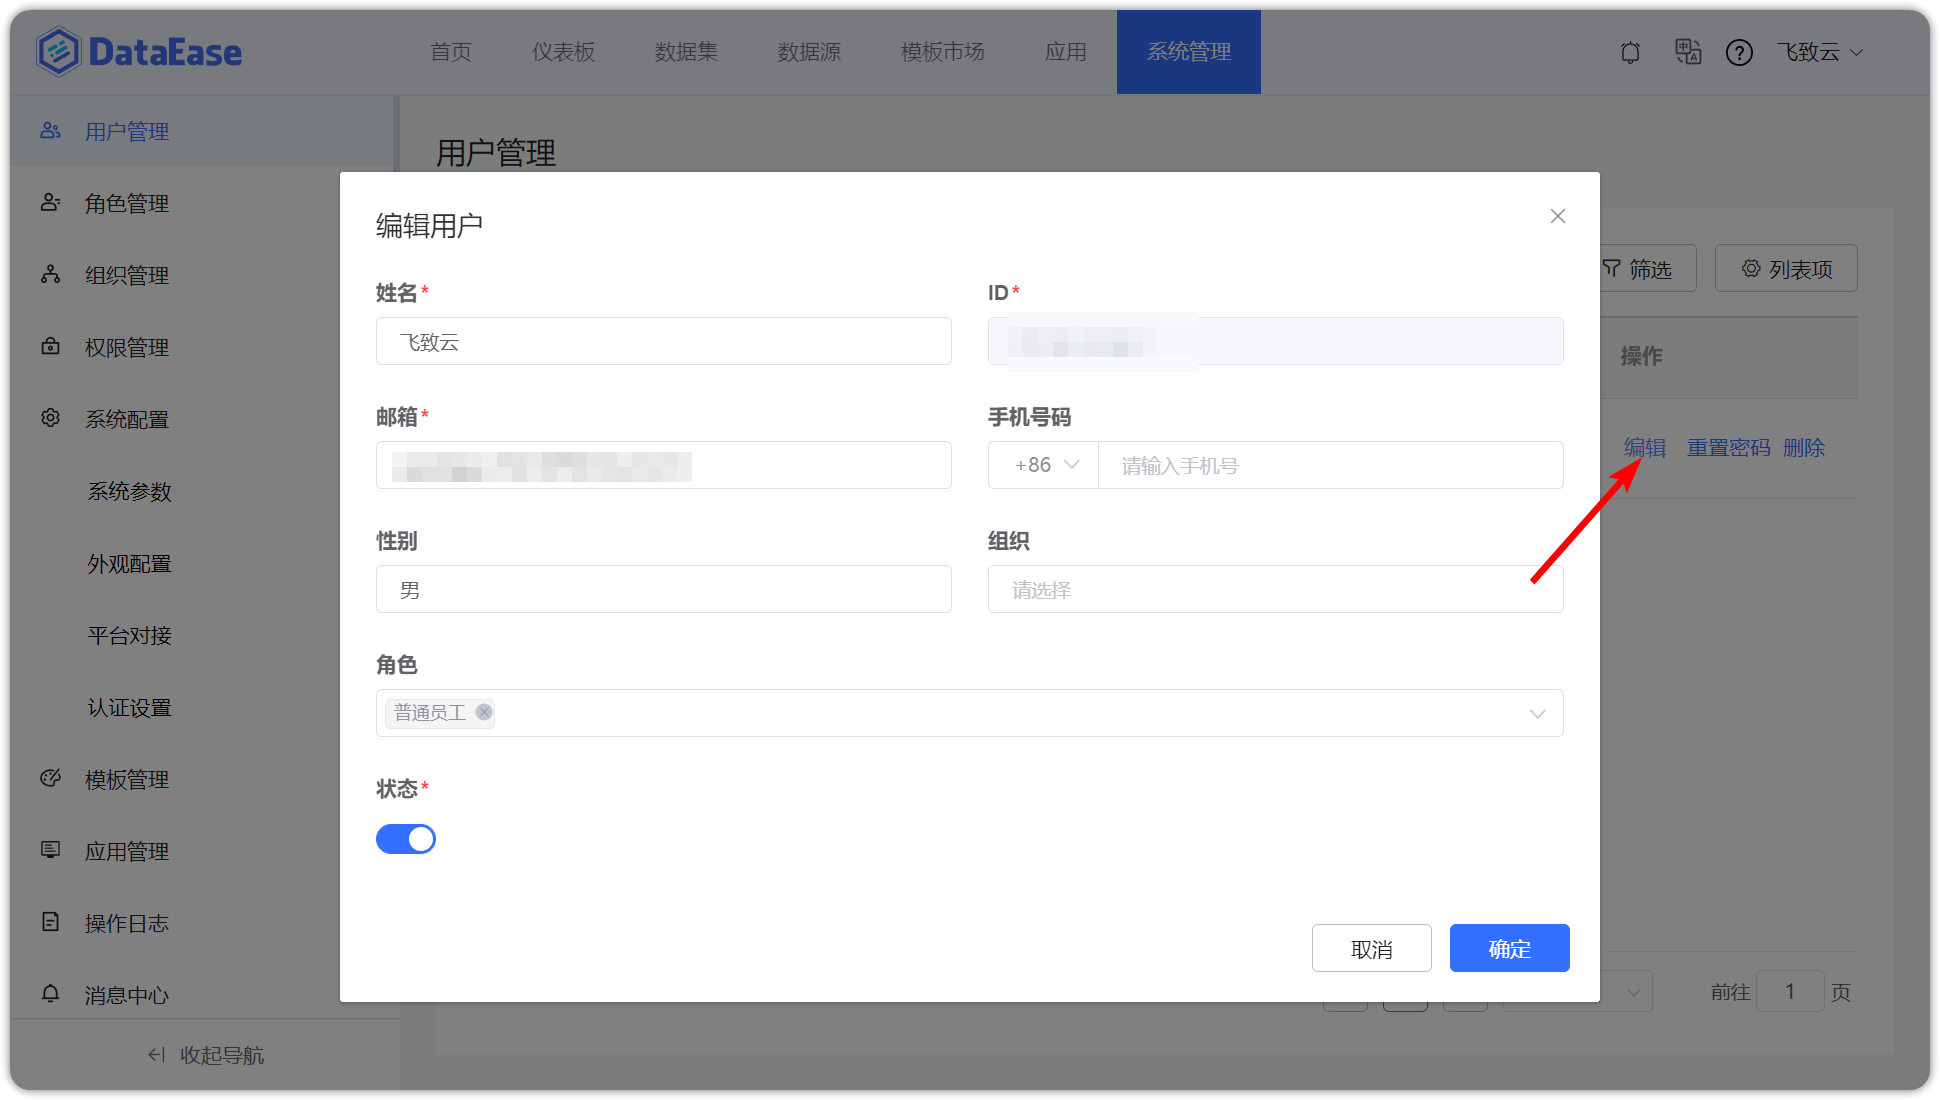 DataEase
首页
仪表板
数据集
数据源
模板市场
应用
系统管理
飞致云
用户管理
角色管理
组织管理
权限管理
系统配置
系统参数
外观配置
平台对接
认证设置
模板管理
应用管理
操作日志
消息中心
收起导航
用户管理
筛选
列表项
操作
编辑 重置密码 删除
编辑用户
姓名*
飞致云
ID*
邮箱*
手机号码
+86
请输入手机号
性别
男
组织
请选择
角色
普通员工
状态*
取消
确定
前往 1 页